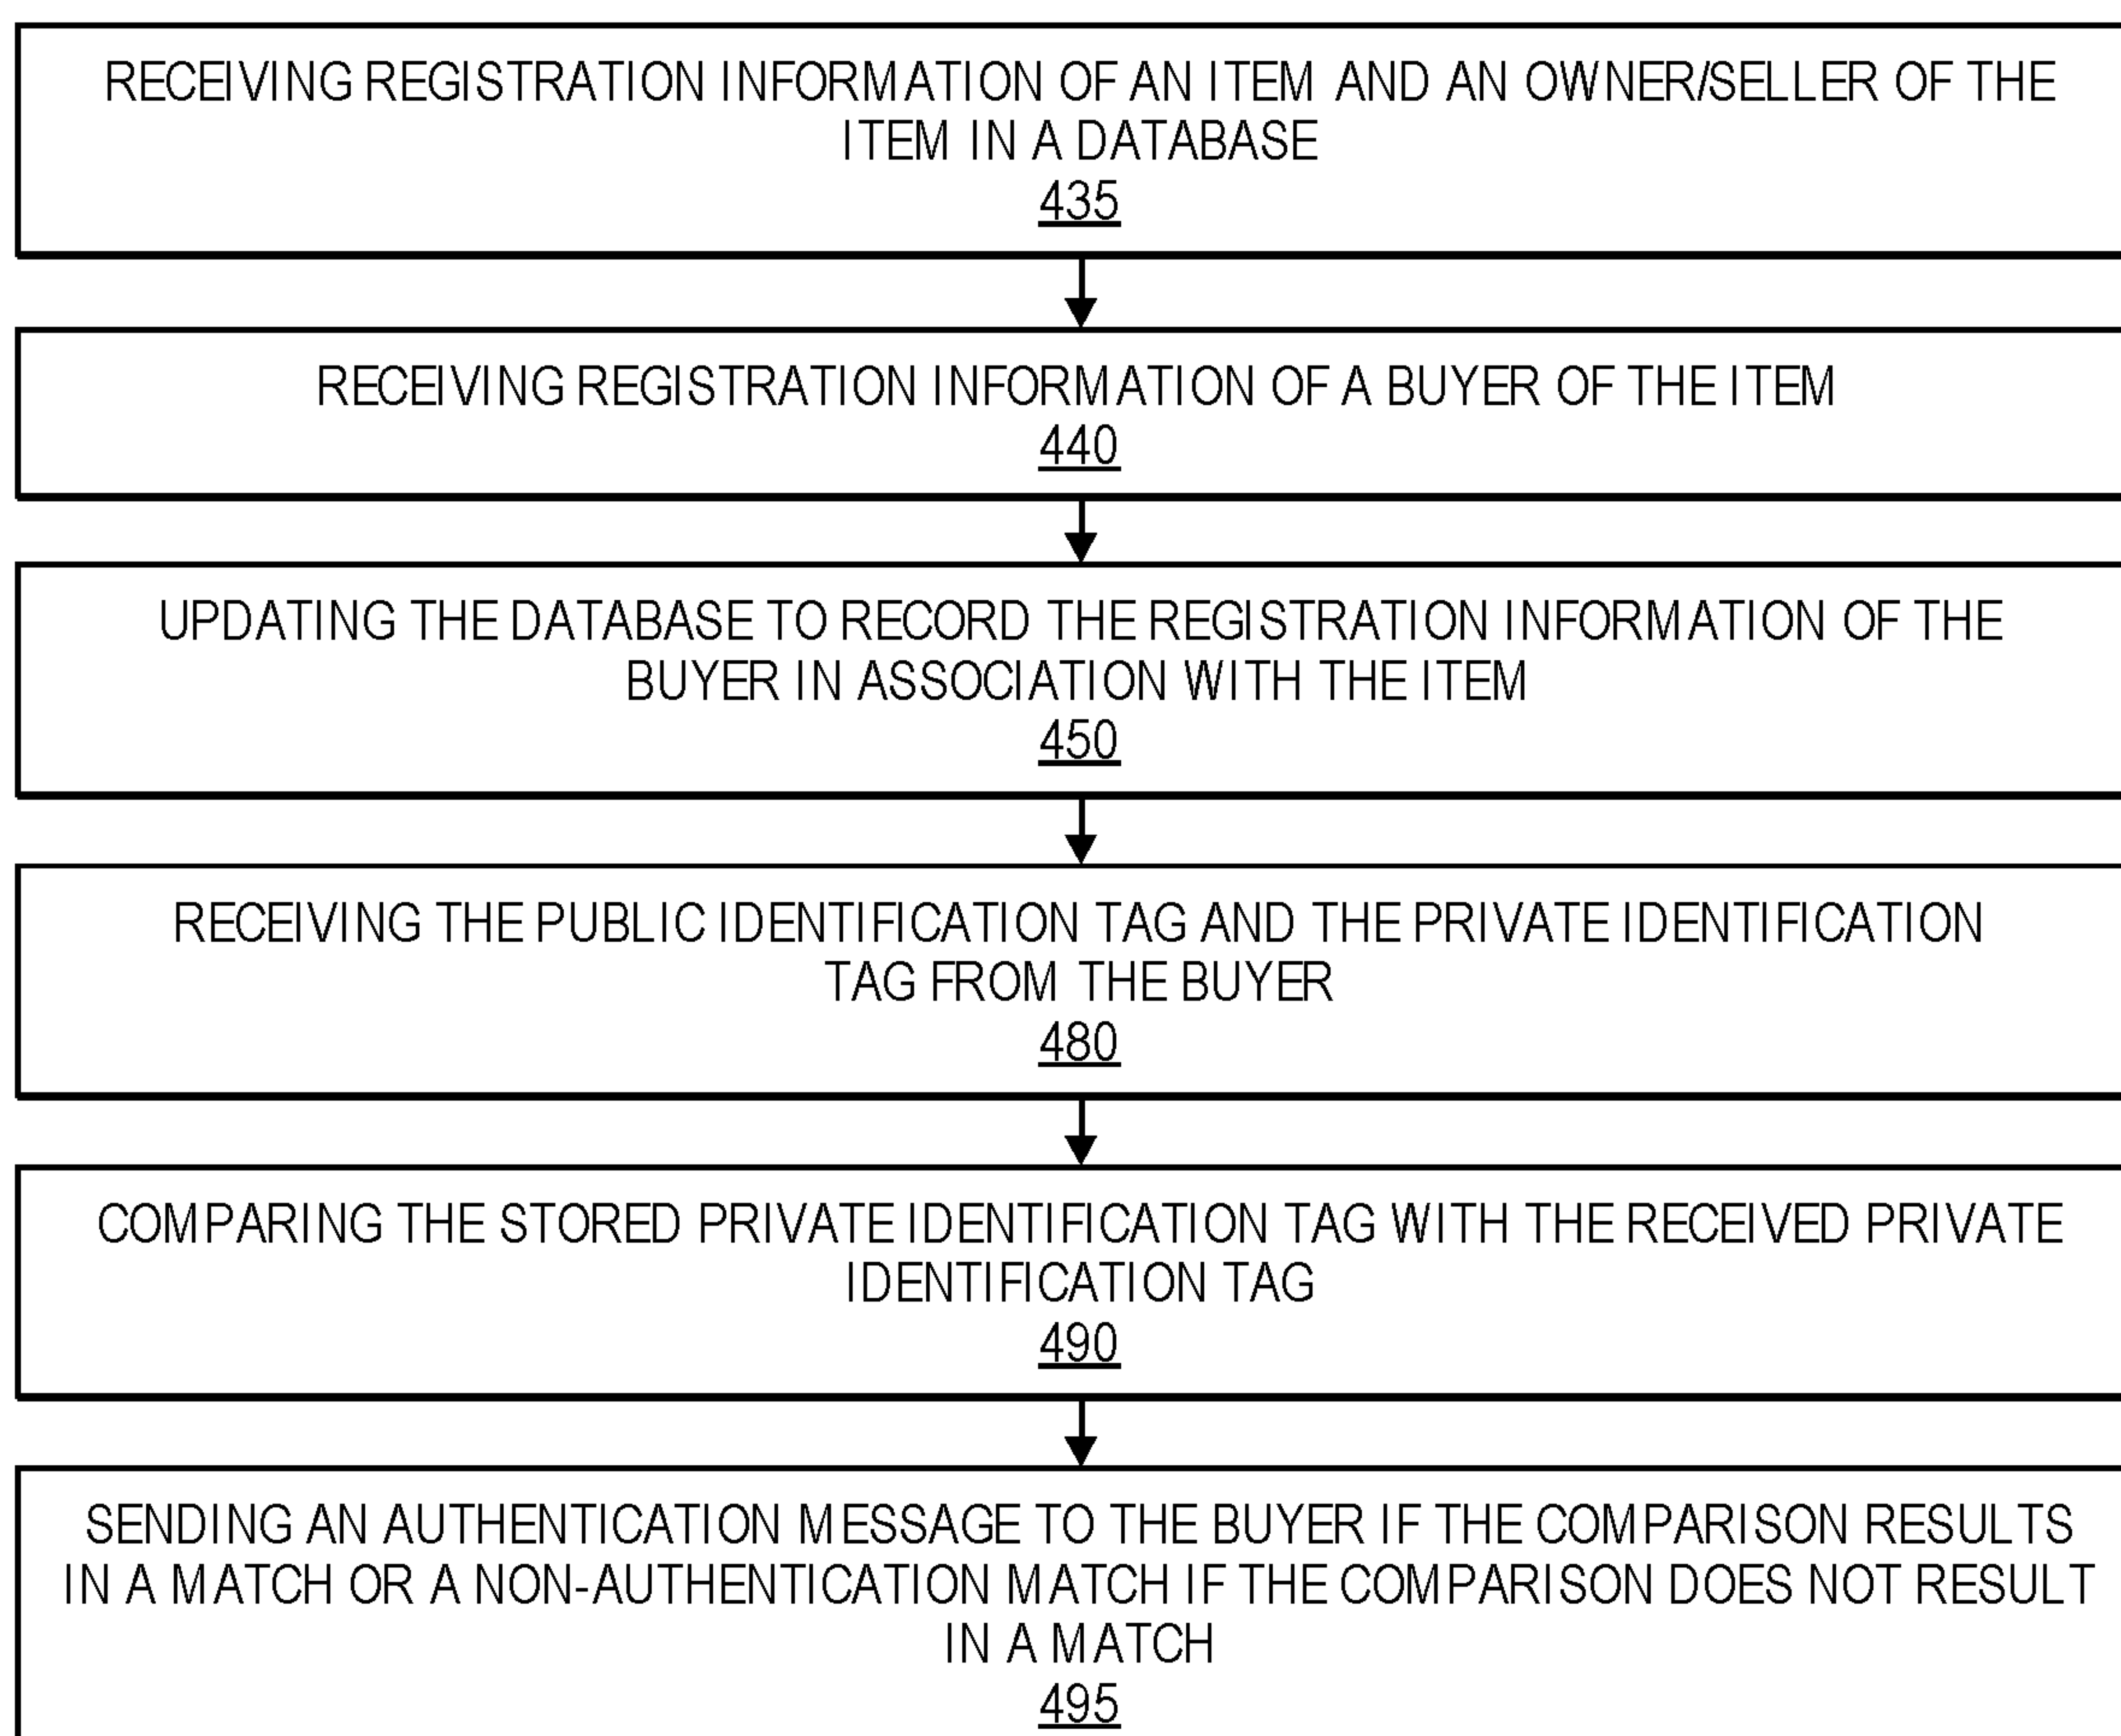 RECEIVING REGISTRATION INFORMATION OF AN ITEM AND AN OWNER/SELLER OF THE
ITEM IN A DATABASE
435
RECEIVING REGISTRATION INFORMATION OF A BUYER OF THE ITEM
440
UPDATING THE DATABASE TO RECORD THE REGISTRATION INFORMATION OF THE
BUYER IN ASSOCIATION WITH THE ITEM
450
RECEIVING THE PUBLIC IDENTIFICATION TAG AND THE PRIVATE IDENTIFICATION
TAG FROM THE BUYER
480
COMPARING THE STORED PRIVATE IDENTIFICATION TAG WITH THE RECEIVED PRIVATE
IDENTIFICATION TAG
490
SENDING AN AUTHENTICATION MESSAGE TO THE BUYER IF THE COMPARISON RESULTS
IN A MATCH OR A NON-AUTHENTICATION MATCH IF THE COMPARISON DOES NOT RESULT
IN A MATCH
495